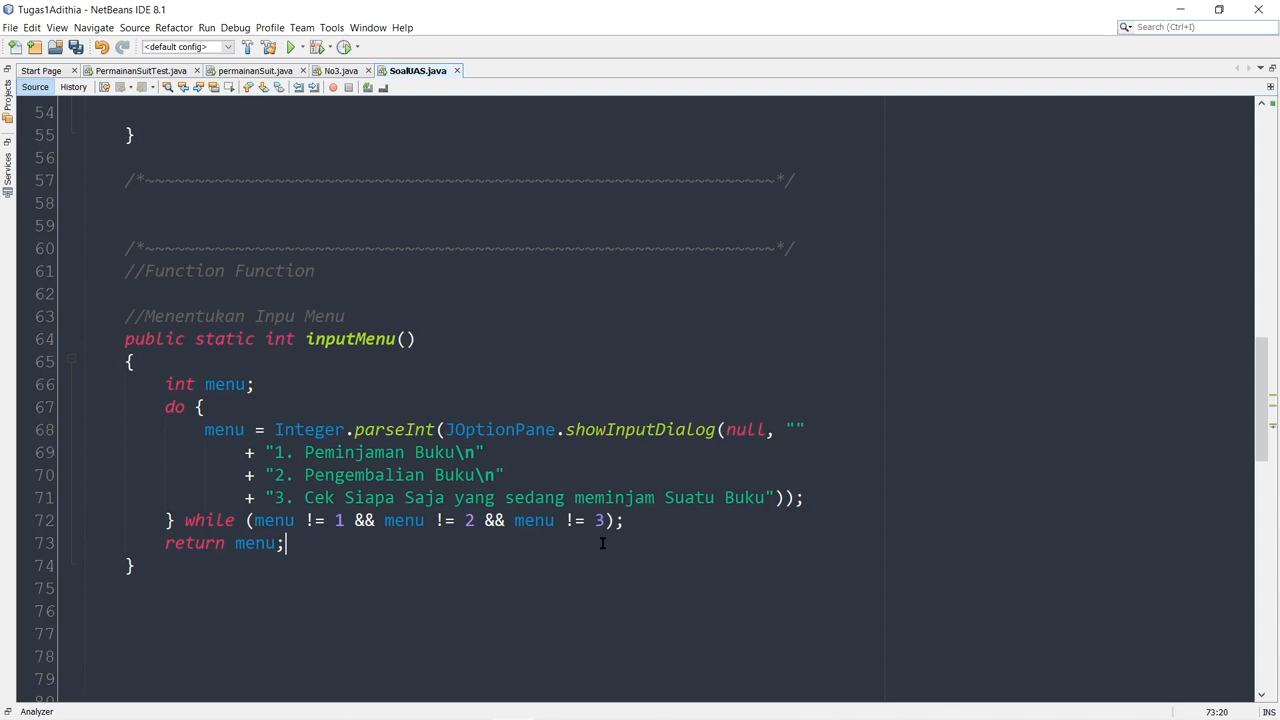 Tugas1Adithia - NetBeans IDE 8.1
File Edit View Navigate Source Refactor Run Debug Profile Team Tools Window Help
Search (Ctrl+I)
<default config>
Start Page PermainanSuitTest.java permainanSuit.java No3.java SoalUAS.java
Source History
Projects
Services
54
55 }
56
57 /*~~~~~~~~~~~~~~~~~~~~~~~~~~~~~~~~~~~~~~~~~~~~~~~~~~~~~~~~~~~~~~~*/
58
59
60 /*~~~~~~~~~~~~~~~~~~~~~~~~~~~~~~~~~~~~~~~~~~~~~~~~~~~~~~~~~~~~~~~*/
61 //Function Function
62
63 //Menentukan Inpu Menu
64 public static int inputMenu()
65 {
66 int menu;
67 do {
68 menu = Integer.parseInt(JOptionPane.showInputDialog(null, ""
69 + "1. Peminjaman Buku\n"
70 + "2. Pengembalian Buku\n"
71 + "3. Cek Siapa Saja yang sedang meminjam Suatu Buku"));
72 } while (menu != 1 && menu != 2 && menu != 3);
73 return menu;
74 }
75
76
77
78
79
80
Analyzer
73:20
INS